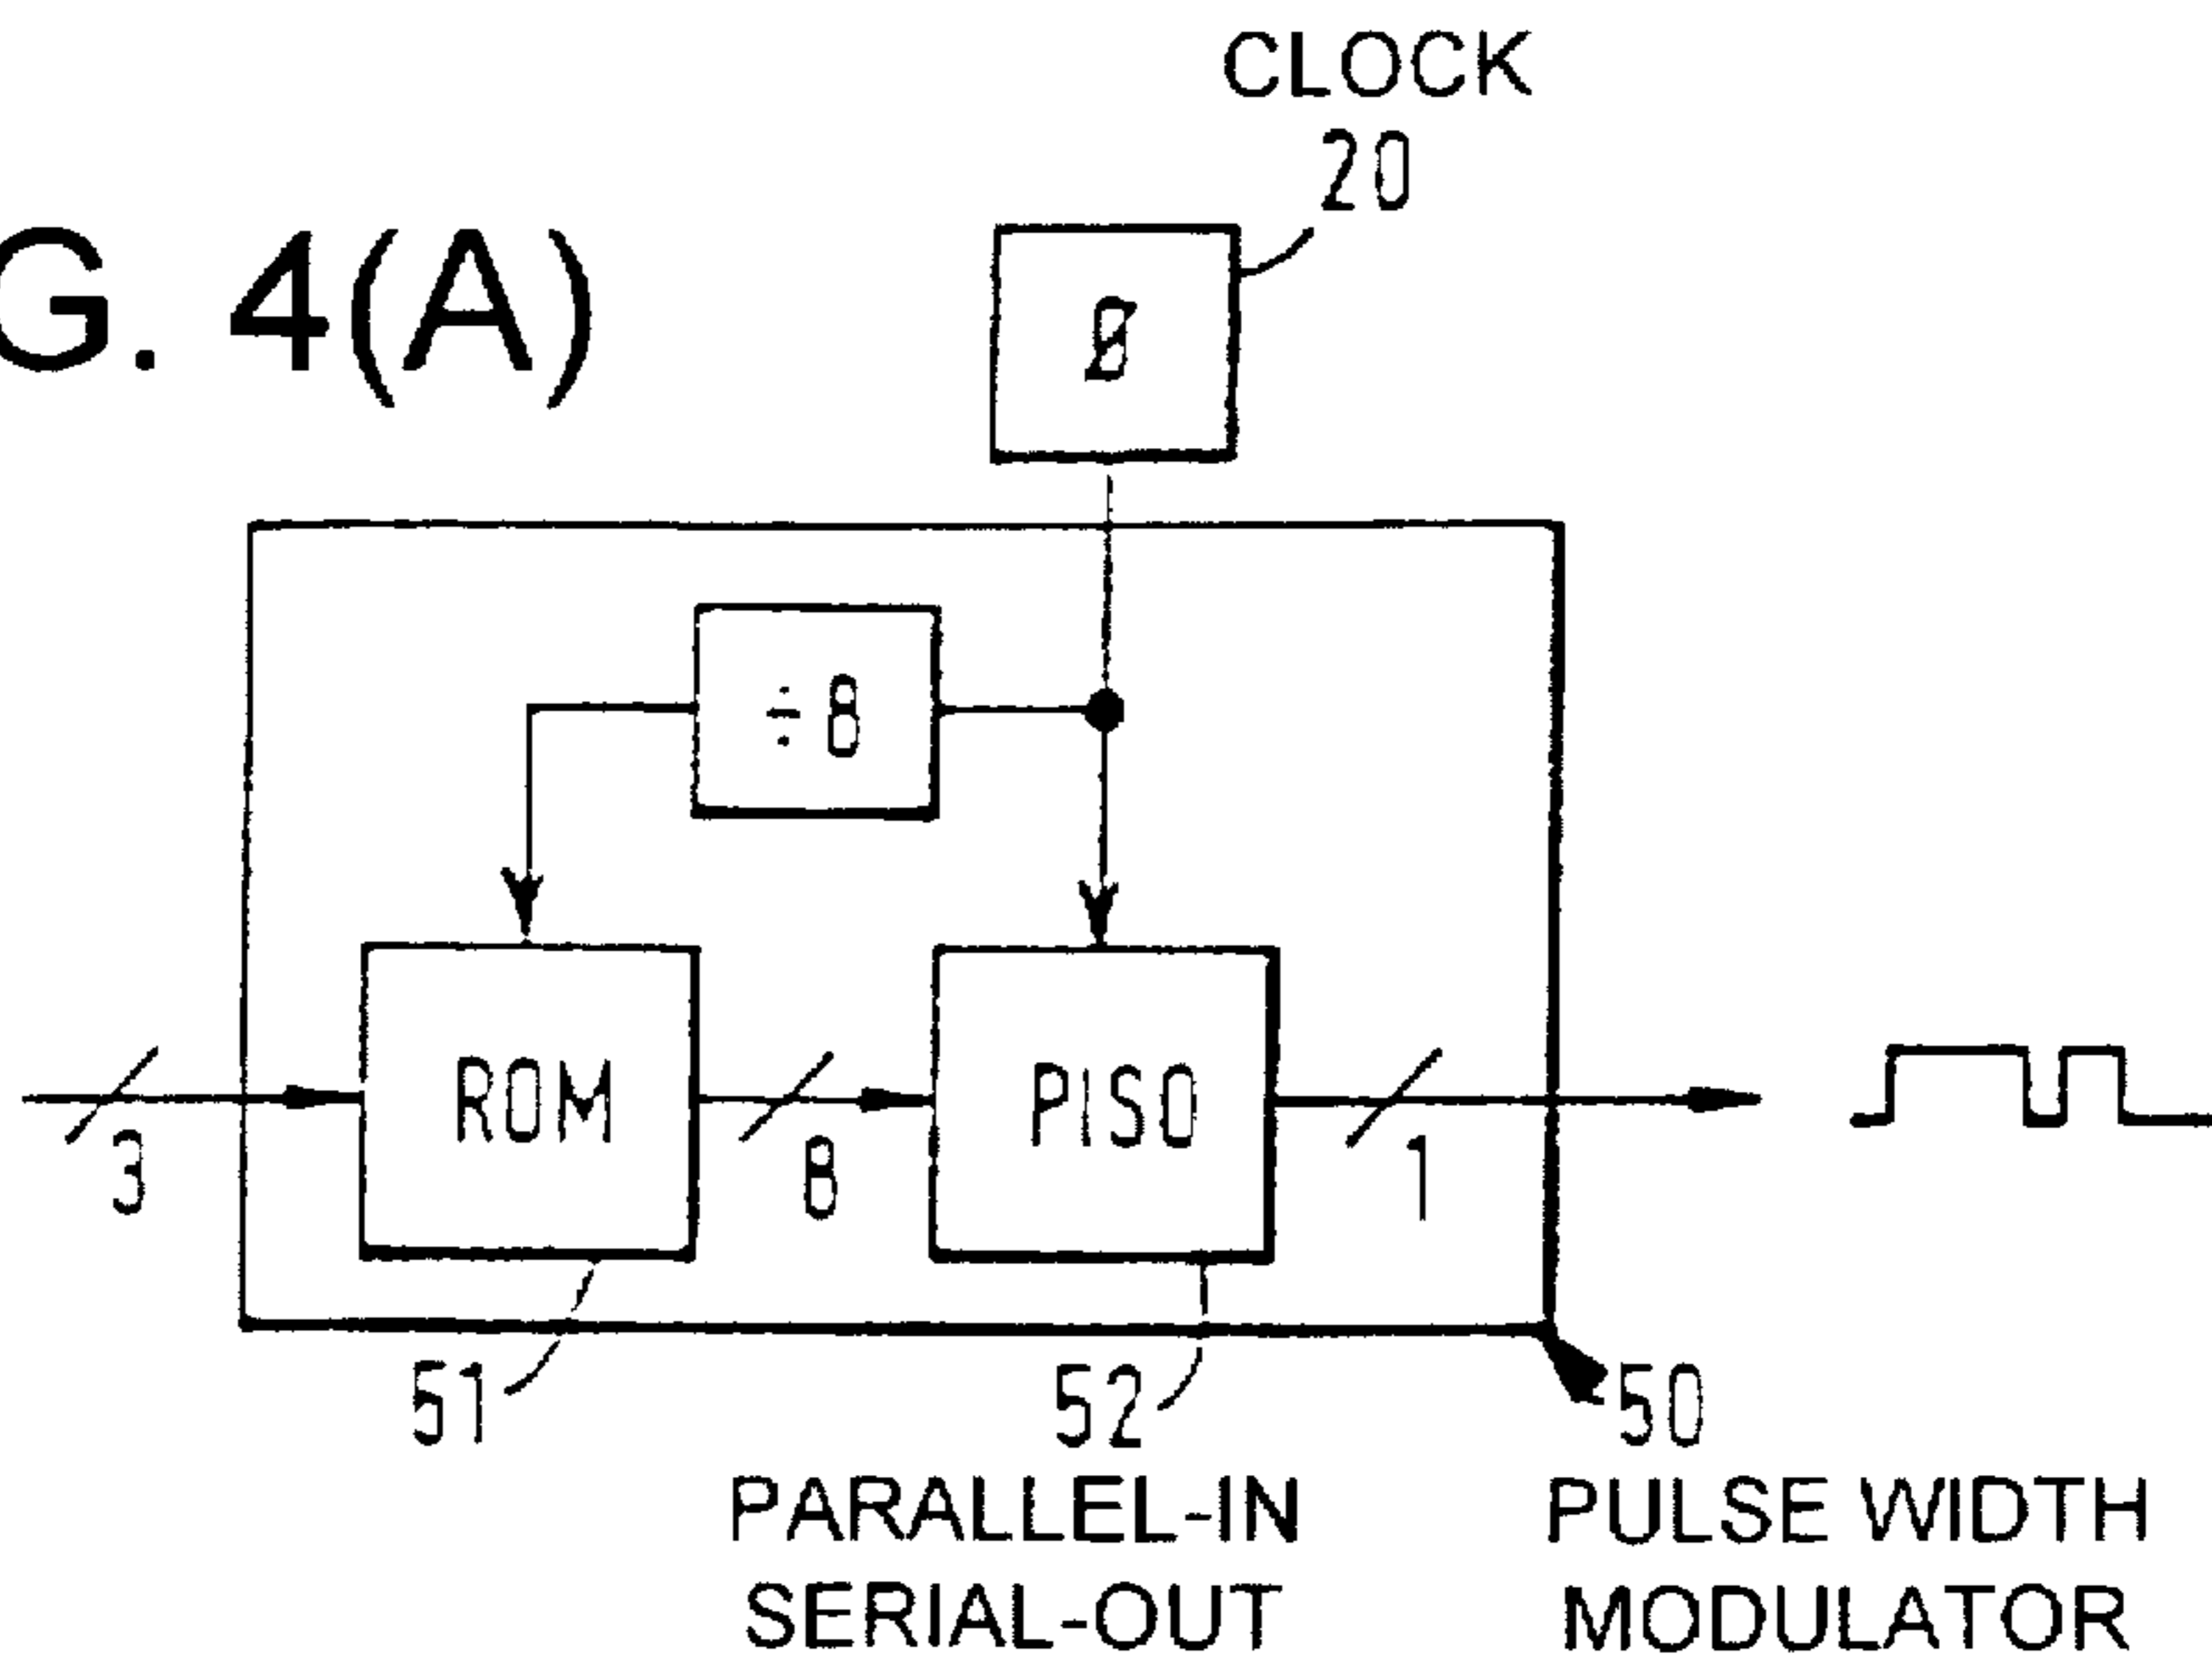 CLOCK
20
G. 4(A)
Ø
÷8
ROM
PISO
3
8
1
51
52
50
PARALLEL-IN
SERIAL-OUT
PULSE WIDTH
MODULATOR